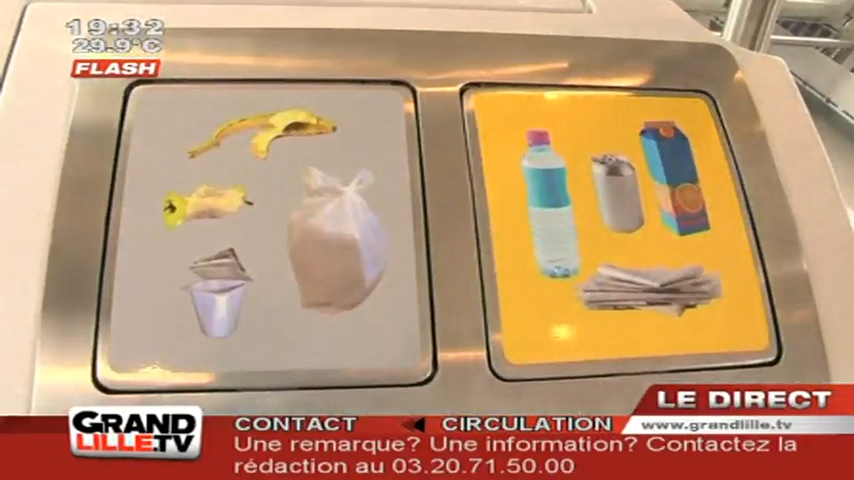 19:32
29.9°C
FLASH
LE DIRECT
www.grandlille.tv
GRAND
LILLE.TV
CONTACT
CIRCULATION
Une remarque? Une information? Contactez la
rédaction au 03.20.71.50.00